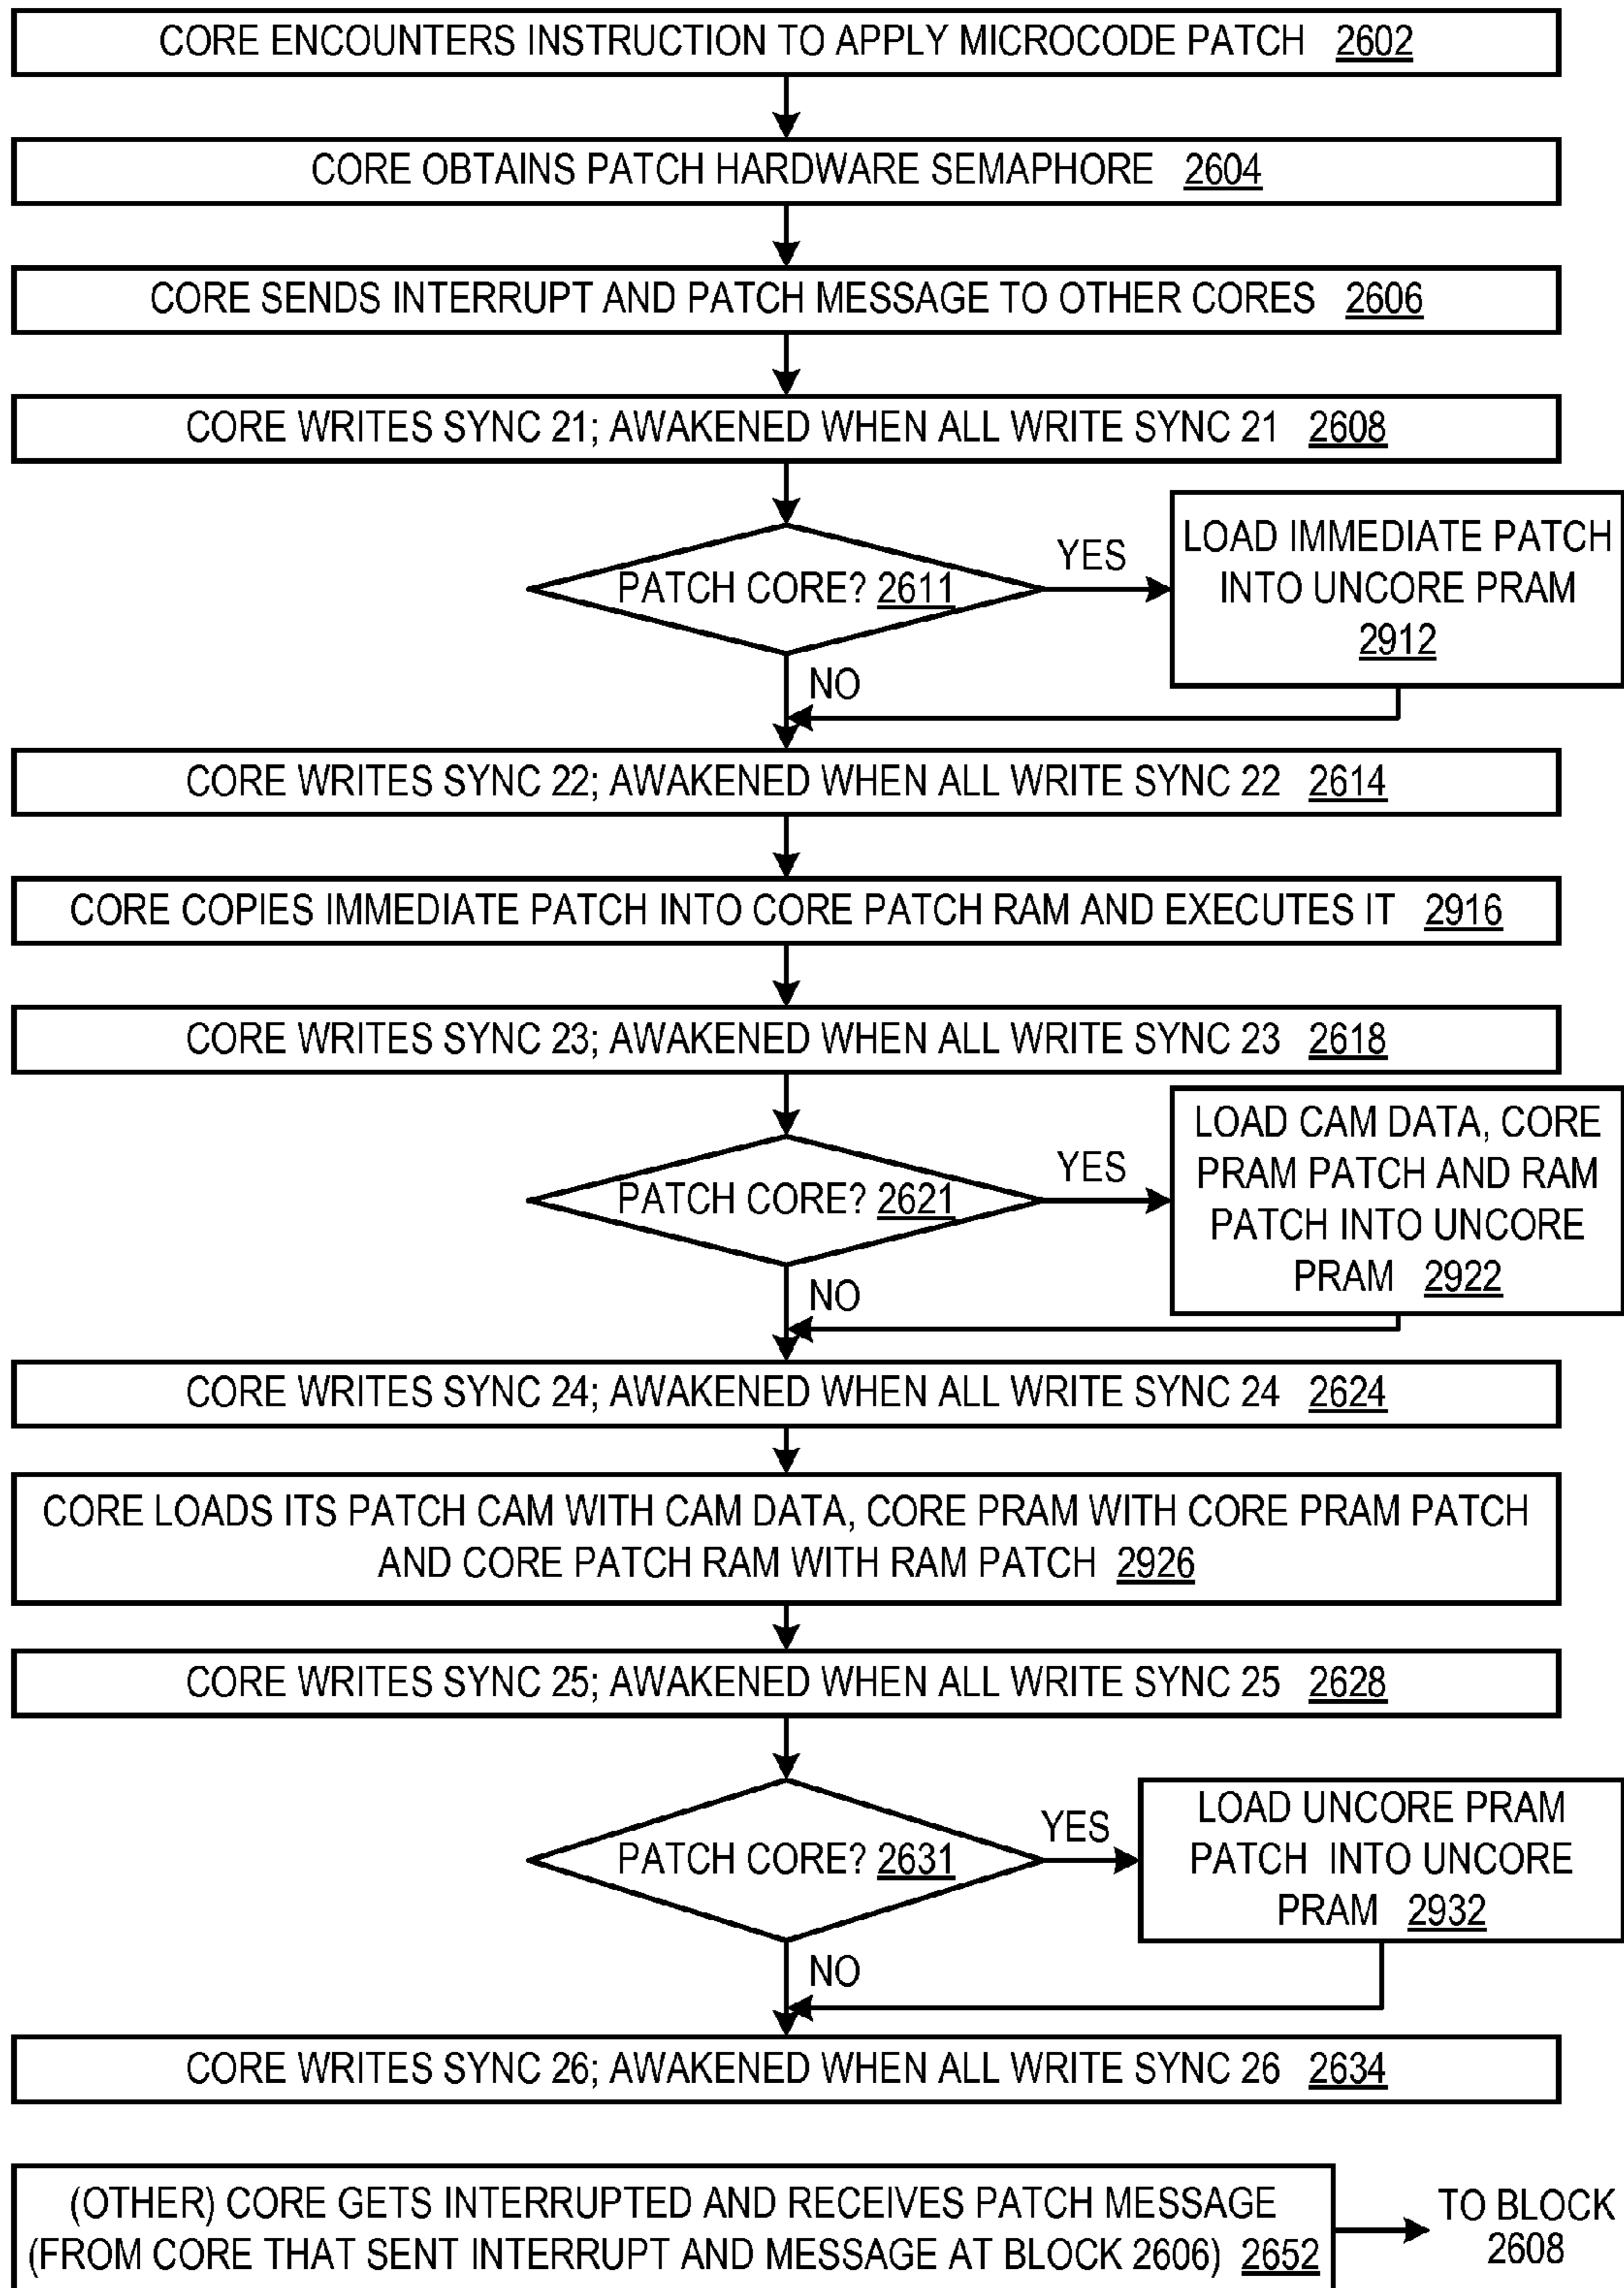 CORE ENCOUNTERS INSTRUCTION TO APPLY MICROCODE PATCH 2602
CORE OBTAINS PATCH HARDWARE SEMAPHORE 2604
CORE SENDS INTERRUPT AND PATCH MESSAGE TO OTHER CORES 2606
CORE WRITES SYNC 21; AWAKENED WHEN ALL WRITE SYNC 21 2608
PATCH CORE? 2611
YES
LOAD IMMEDIATE PATCH
INTO UNCORE PRAM
2912
NO
CORE WRITES SYNC 22; AWAKENED WHEN ALL WRITE SYNC 22 2614
CORE COPIES IMMEDIATE PATCH INTO CORE PATCH RAM AND EXECUTES IT 2916
CORE WRITES SYNC 23; AWAKENED WHEN ALL WRITE SYNC 23 2618
PATCH CORE? 2621
YES
LOAD CAM DATA, CORE
PRAM PATCH AND RAM
PATCH INTO UNCORE
PRAM 2922
NO
CORE WRITES SYNC 24; AWAKENED WHEN ALL WRITE SYNC 24 2624
CORE LOADS ITS PATCH CAM WITH CAM DATA, CORE PRAM WITH CORE PRAM PATCH
AND CORE PATCH RAM WITH RAM PATCH 2926
CORE WRITES SYNC 25; AWAKENED WHEN ALL WRITE SYNC 25 2628
PATCH CORE? 2631
YES
LOAD UNCORE PRAM
PATCH INTO UNCORE
PRAM 2932
NO
CORE WRITES SYNC 26; AWAKENED WHEN ALL WRITE SYNC 26 2634
(OTHER) CORE GETS INTERRUPTED AND RECEIVES PATCH MESSAGE
(FROM CORE THAT SENT INTERRUPT AND MESSAGE AT BLOCK 2606) 2652
TO BLOCK
2608